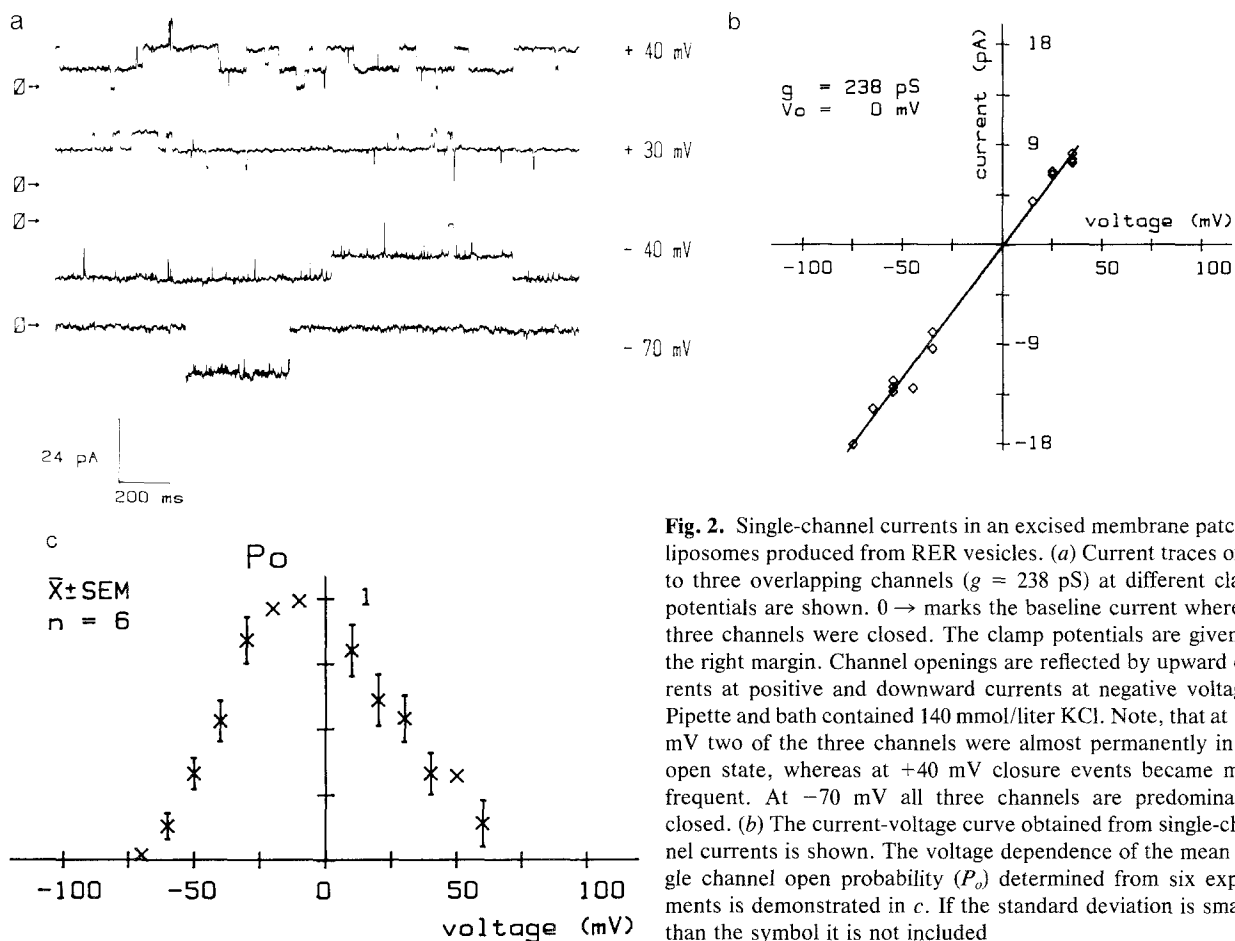 a
+ 40 mV
0→
+ 30 mV
0→
0→
- 40 mV
0→
- 70 mV
24 pA
200 ms
b
g = 238 pS
Vo = 0 mV
current (pA)
18
9
voltage (mV)
-100
-50
50
100
-9
-18
c
Po
X̄±SEM
n = 6
1
-100
-50
0
50
100
voltage (mV)
Fig. 2. Single-channel currents in an excised membrane patch
liposomes produced from RER vesicles. (a) Current traces o
to three overlapping channels (g = 238 pS) at different cla
potentials are shown. 0 → marks the baseline current where
three channels were closed. The clamp potentials are given
the right margin. Channel openings are reflected by upward
rents at positive and downward currents at negative voltag
Pipette and bath contained 140 mmol/liter KCl. Note, that at
mV two of the three channels were almost permanently in
open state, whereas at +40 mV closure events became m
frequent. At −70 mV all three channels are predomina
closed. (b) The current-voltage curve obtained from single-ch
nel currents is shown. The voltage dependence of the mean
gle channel open probability (Po) determined from six exp
ments is demonstrated in c. If the standard deviation is sma
than the symbol it is not included